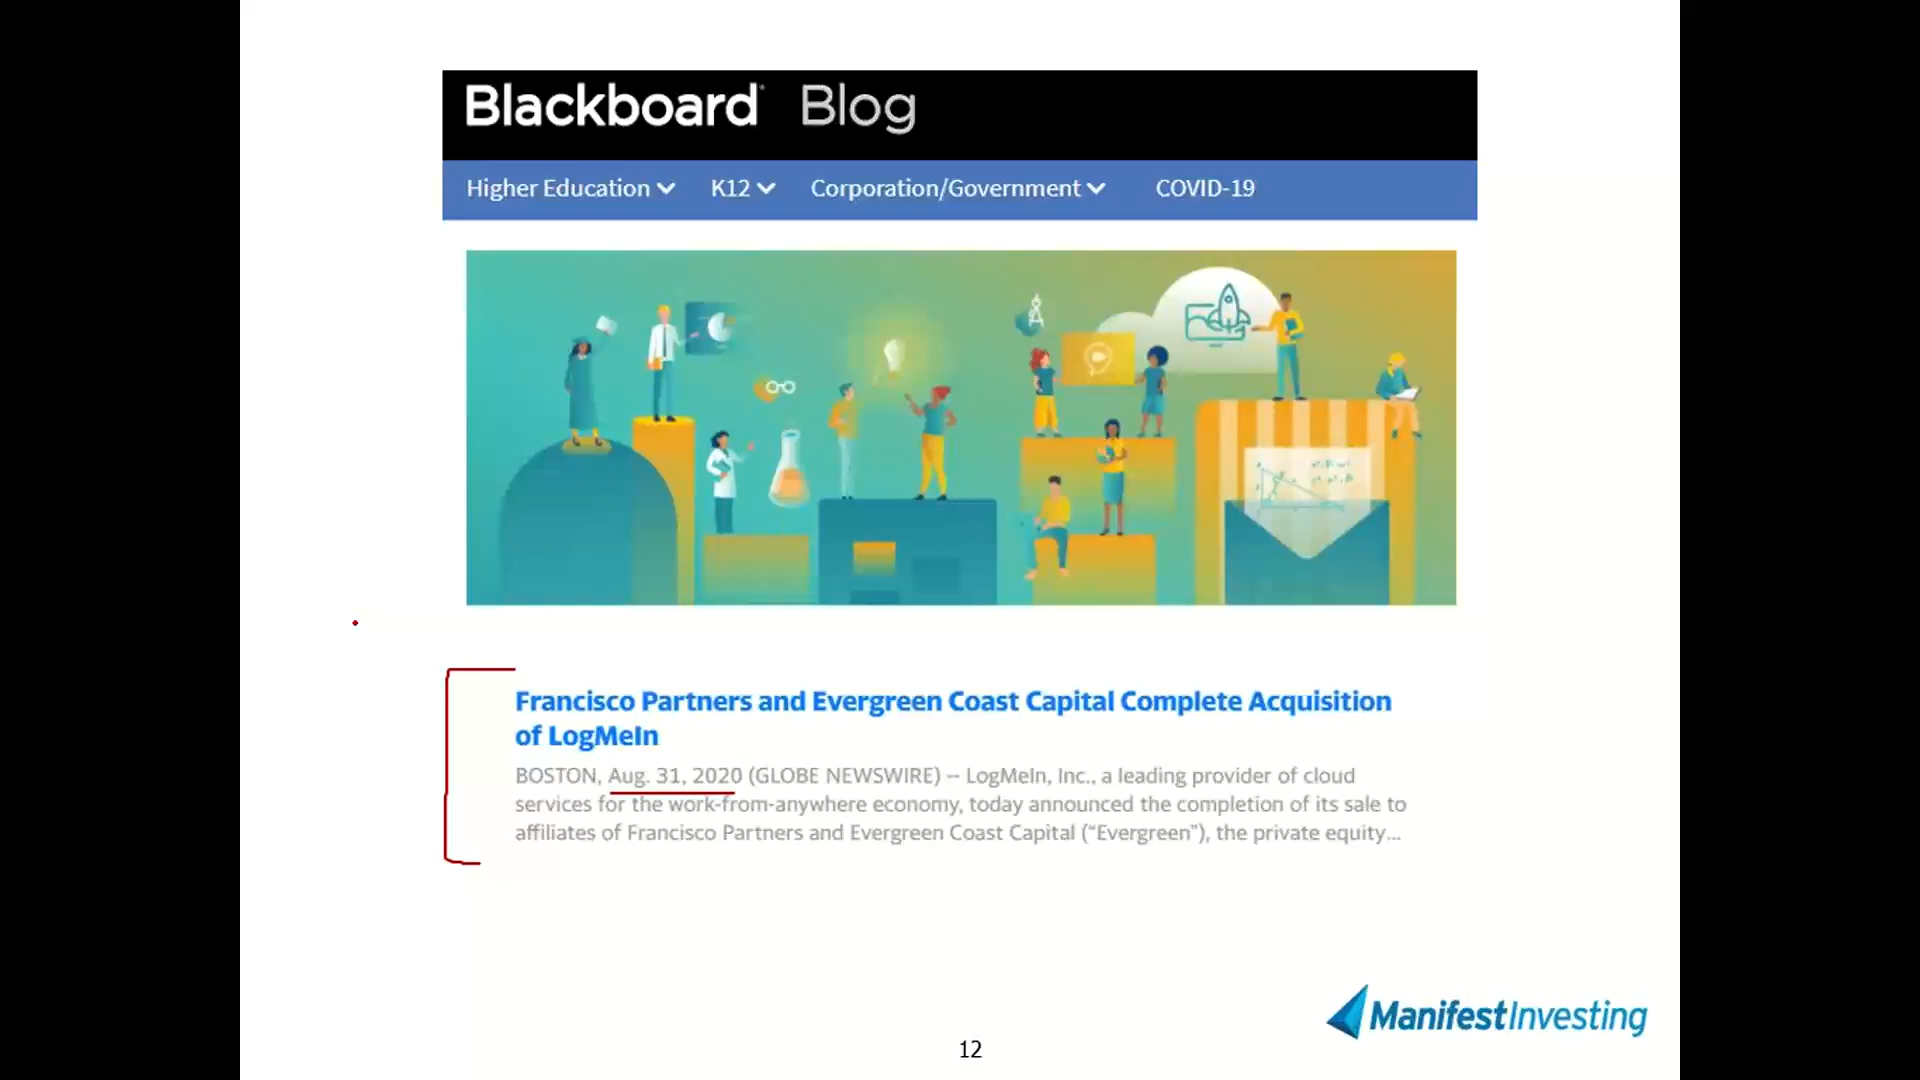 Blackboard Blog
Higher Education K12 Corporation/Government COVID-19
Francisco Partners and Evergreen Coast Capital Complete Acquisition
of LogMeIn
BOSTON, Aug. 31, 2020 (GLOBE NEWSWIRE) -- LogMeIn, Inc., a leading provider of cloud
services for the work-from-anywhere economy, today announced the completion of its sale to
affiliates of Francisco Partners and Evergreen Coast Capital (“Evergreen”), the private equity...
ManifestInvesting
12